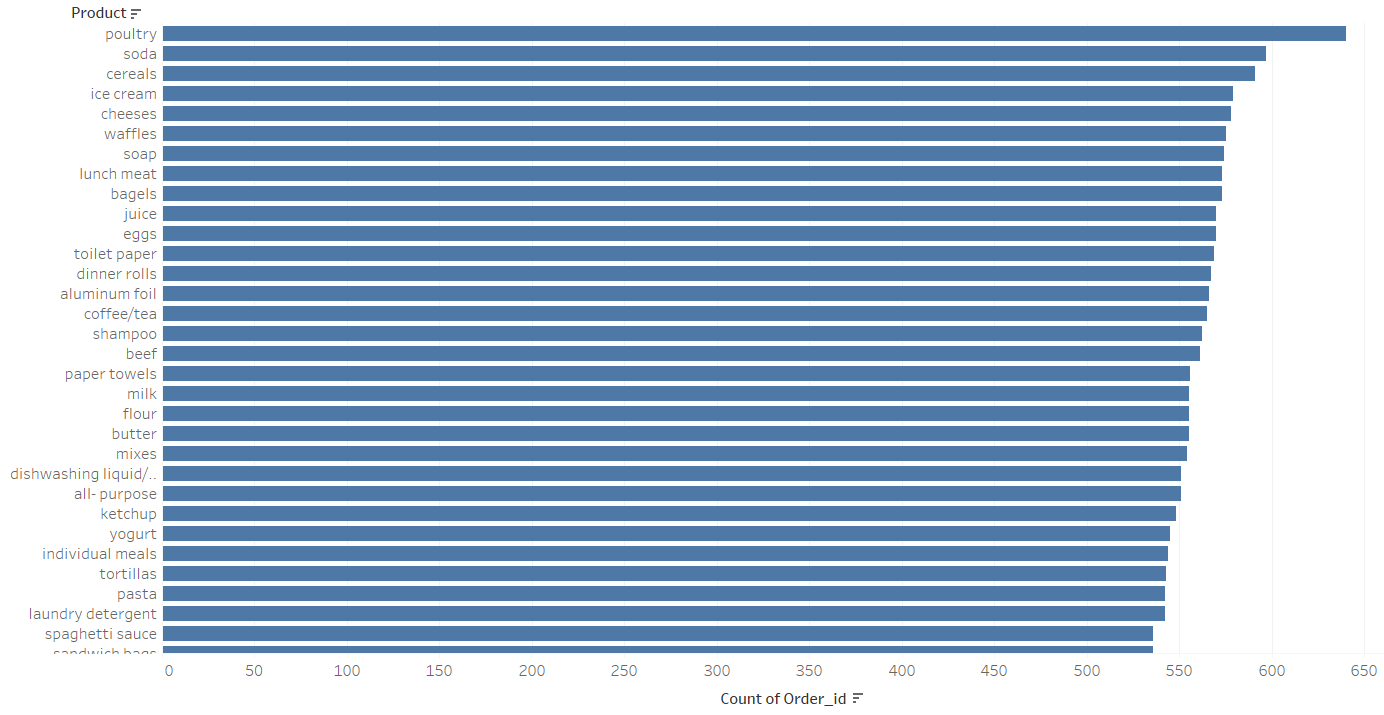 Product
poultry
soda
cereals
ice cream
cheeses
waffles
soap
lunch meat
bagels
juice
eggs
toilet paper
dinner rolls
aluminum foil
coffee/tea
shampoo
beef
paper towels
milk
flour
butter
mixes
dishwashing liquid/..
all- purpose
ketchup
yogurt
individual meals
tortillas
pasta
laundry detergent
spaghetti sauce
sandwich bags
0 50 100 150 200 250 300 350 400 450 500 550 600 650
Count of Order_id